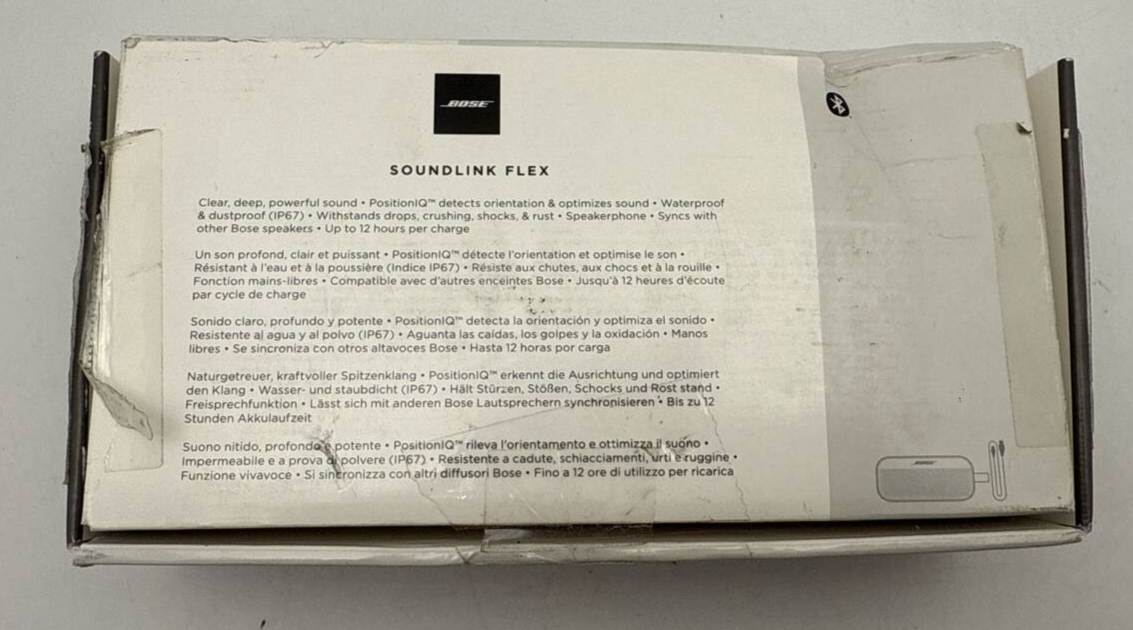 BOSE
SOUNDLINK FLEX
Clear, deep, powerful sound • PositionIQ™ detects orientation & optimizes sound • Waterproof
& dustproof (IP67) • Withstands drops, crushing, shocks, & rust • Speakerphone • Syncs with
other Bose speakers • Up to 12 hours per charge
Un son profond, clair et puissant • PositionIQ™ détecte l'orientation et optimise le son •
Résistant à l'eau et à la poussière (Indice IP67) • Résiste aux chutes, aux chocs et à la rouille •
Fonction mains-libres • Compatible avec d'autres enceintes Bose • Jusqu'à 12 heures d'écoute
par cycle de charge
Sonido claro, profundo y potente • PositionIQ™ detecta la orientación y optimiza el sonido •
Resistente al agua y al polvo (IP67) • Aguanta las caídas, los golpes y la oxidación • Manos
libres • Se sincroniza con otros altavoces Bose • Hasta 12 horas por carga
Naturgetreuer, kraftvoller Spitzenklang • PositionIQ™ erkennt die Ausrichtung und optimiert
den Klang • Wasser- und staubdicht (IP67) • Hält Stürzen, Stößen, Schocks und Rost stand •
Freisprechfunktion • Lässt sich mit anderen Bose Lautsprechern synchronisieren • Bis zu 12
Stunden Akkulaufzeit
Suono nitido, profondo e potente • PositionIQ™ rileva l'orientamento e ottimizza il suono •
Impermeabile e a prova di polvere (IP67) • Resistente a cadute, schiacciamenti, urti e ruggine •
Funzione vivavoce • Si sincronizza con altri diffusori Bose • Fino a 12 ore di utilizzo per ricarica
BOSE